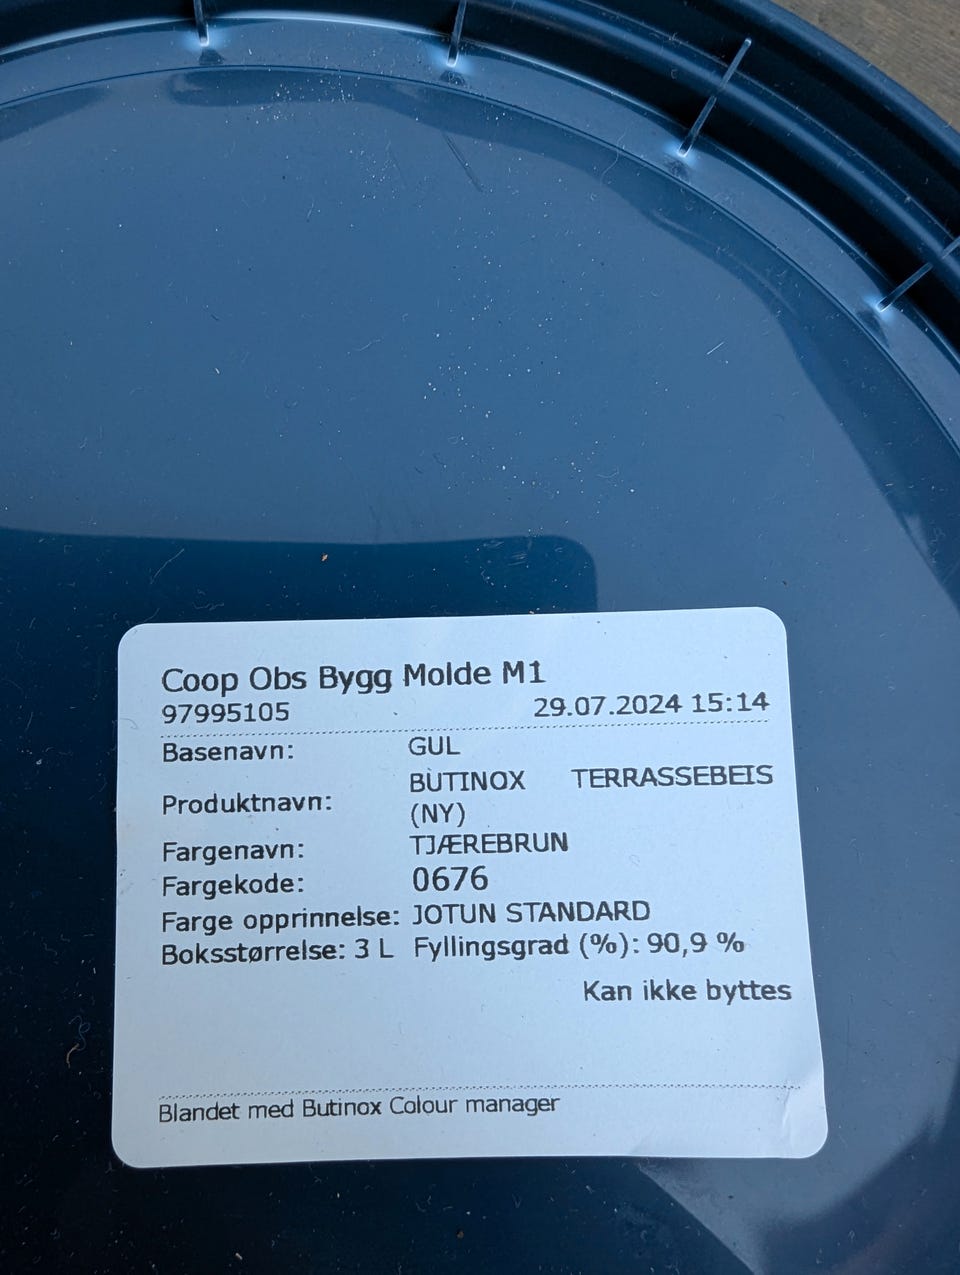 Coop Obs Bygg Molde M1
97995105 29.07.2024 15:14
Basenavn: GUL
Produktnavn: BUTINOX TERRASSEBEIS
(NY)
Fargenavn: TJÆREBRUN
Fargekode: 0676
Farge opprinnelse: JOTUN STANDARD
Boksstørrelse: 3 L Fyllingsgrad (%): 90,9 %
Kan ikke byttes
Blandet med Butinox Colour manager